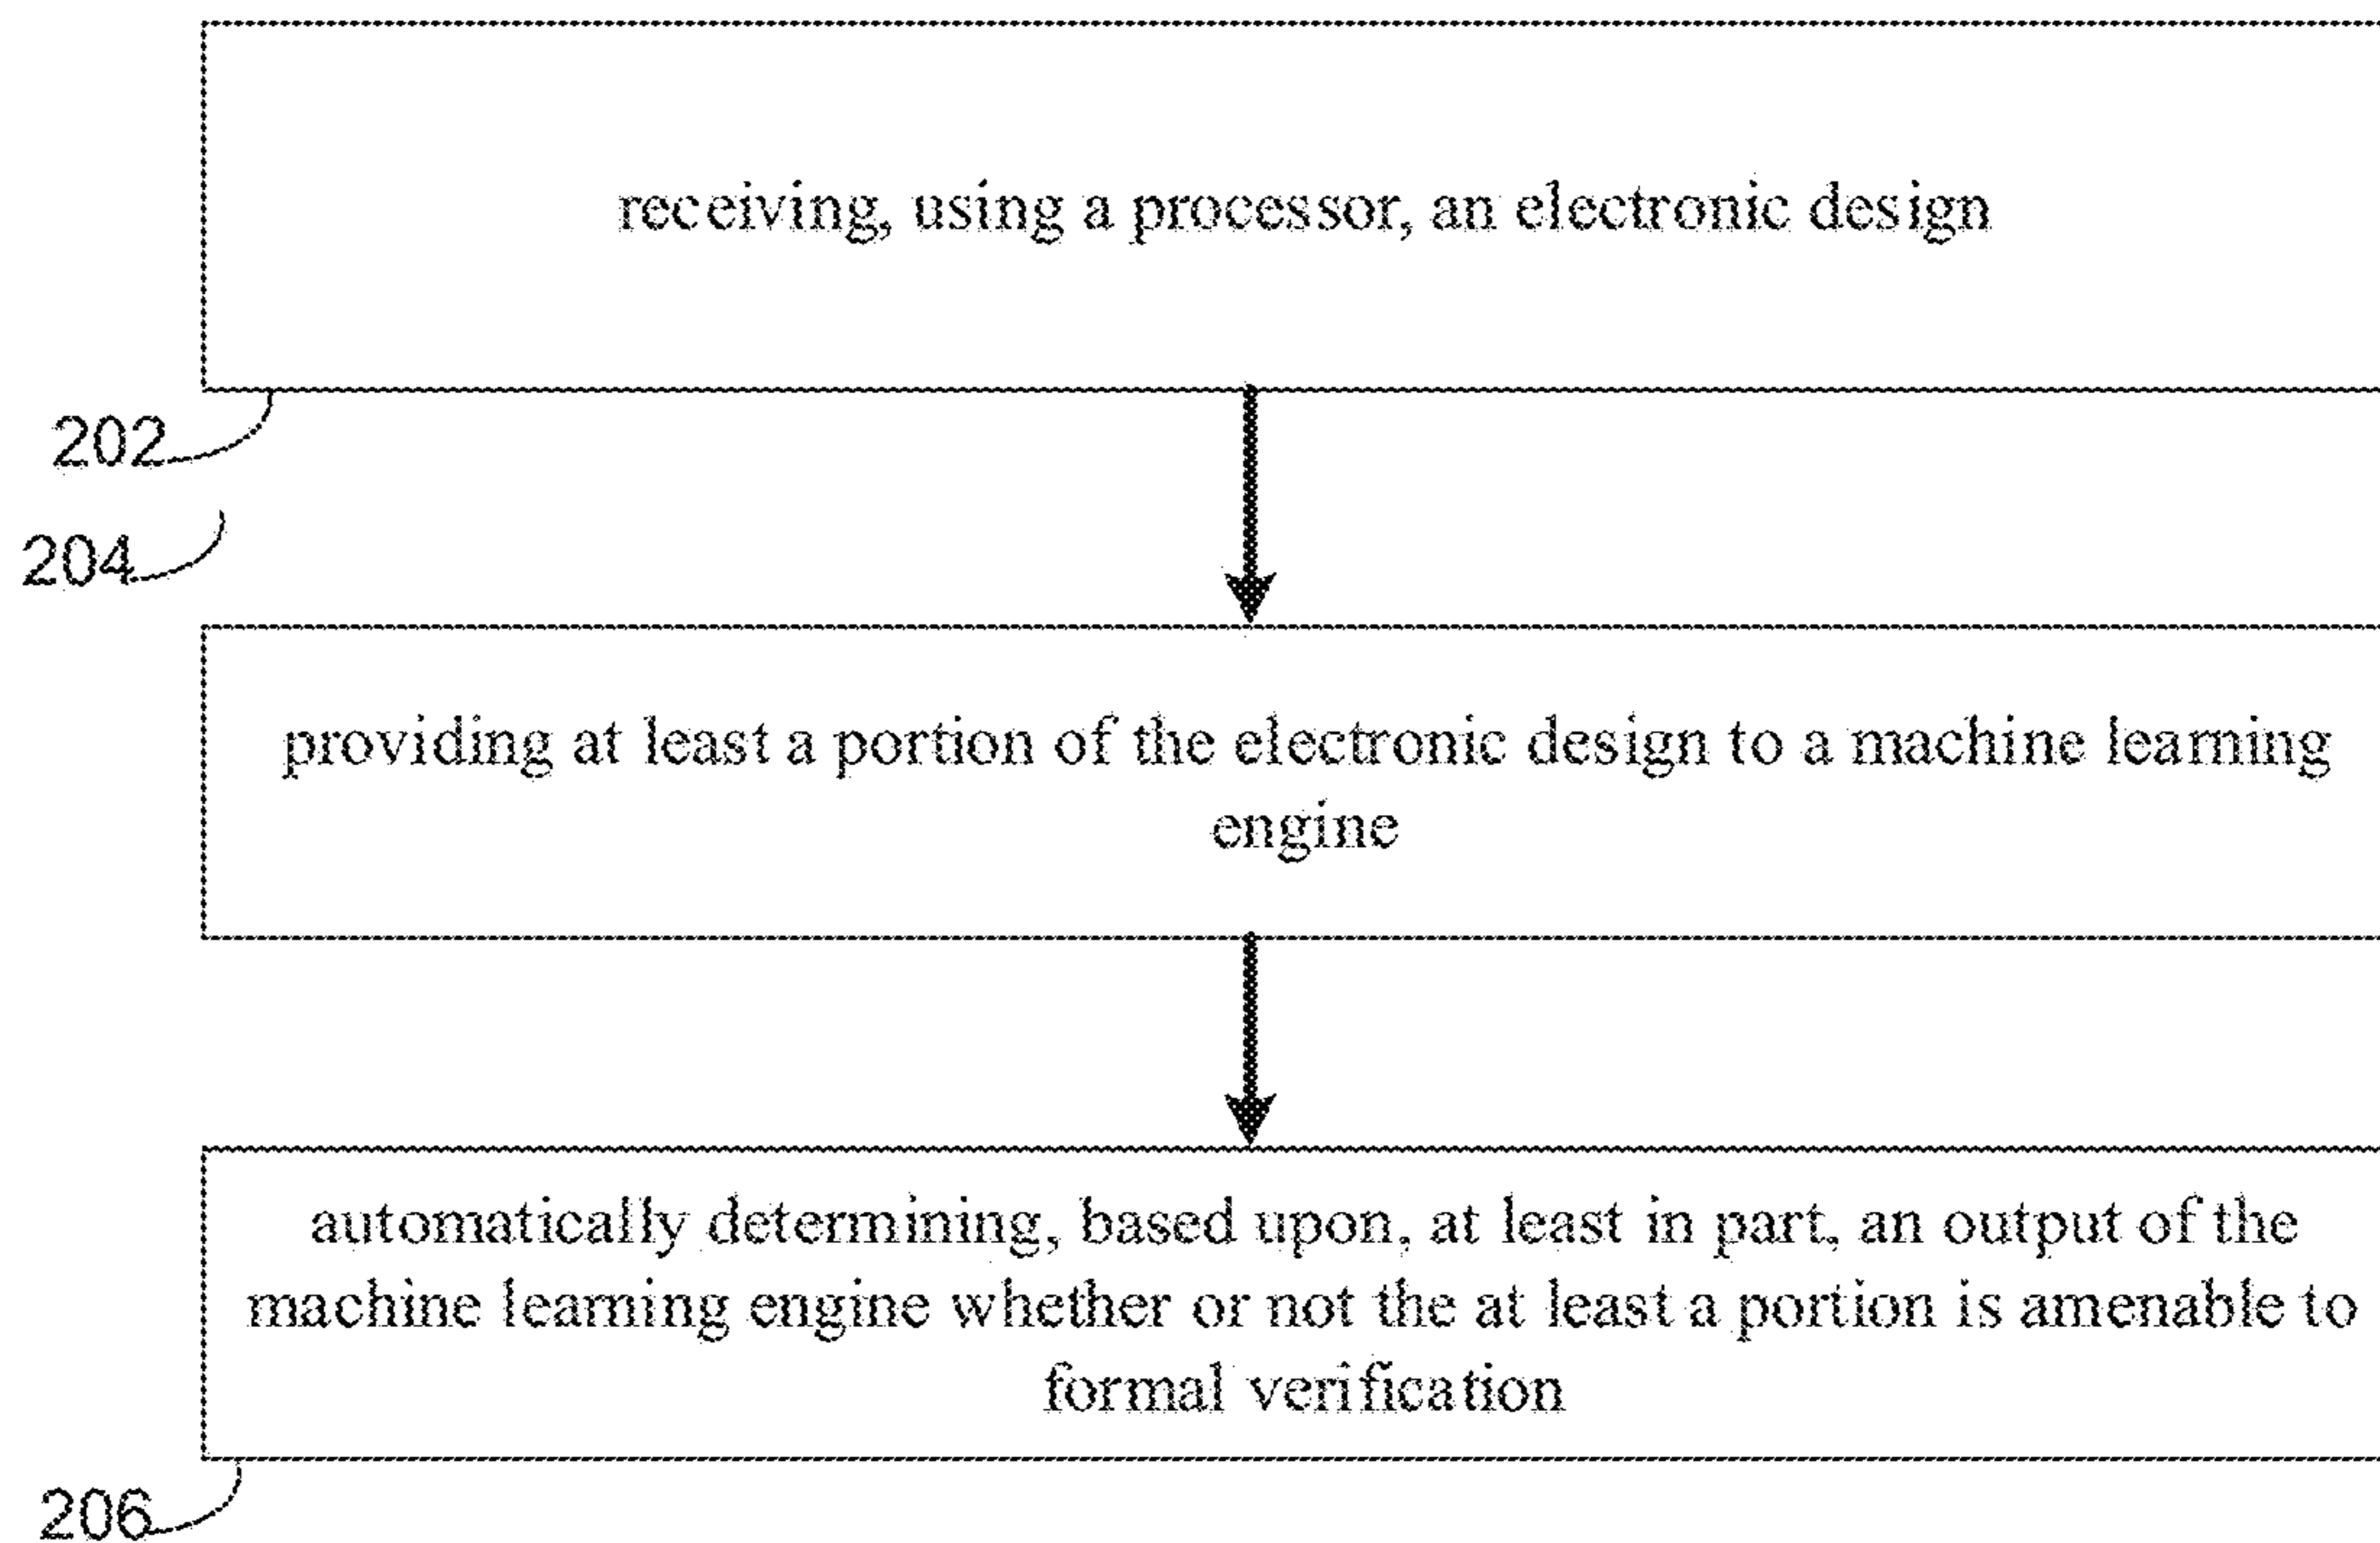 receiving, using a processor, an electronic design
202
204
providing at least a portion of the electronic design to a machine learning
engine
automatically determining, based upon, at least in part, an output of the
machine learning engine whether or not the at least a portion is amenable to
formal verification
206